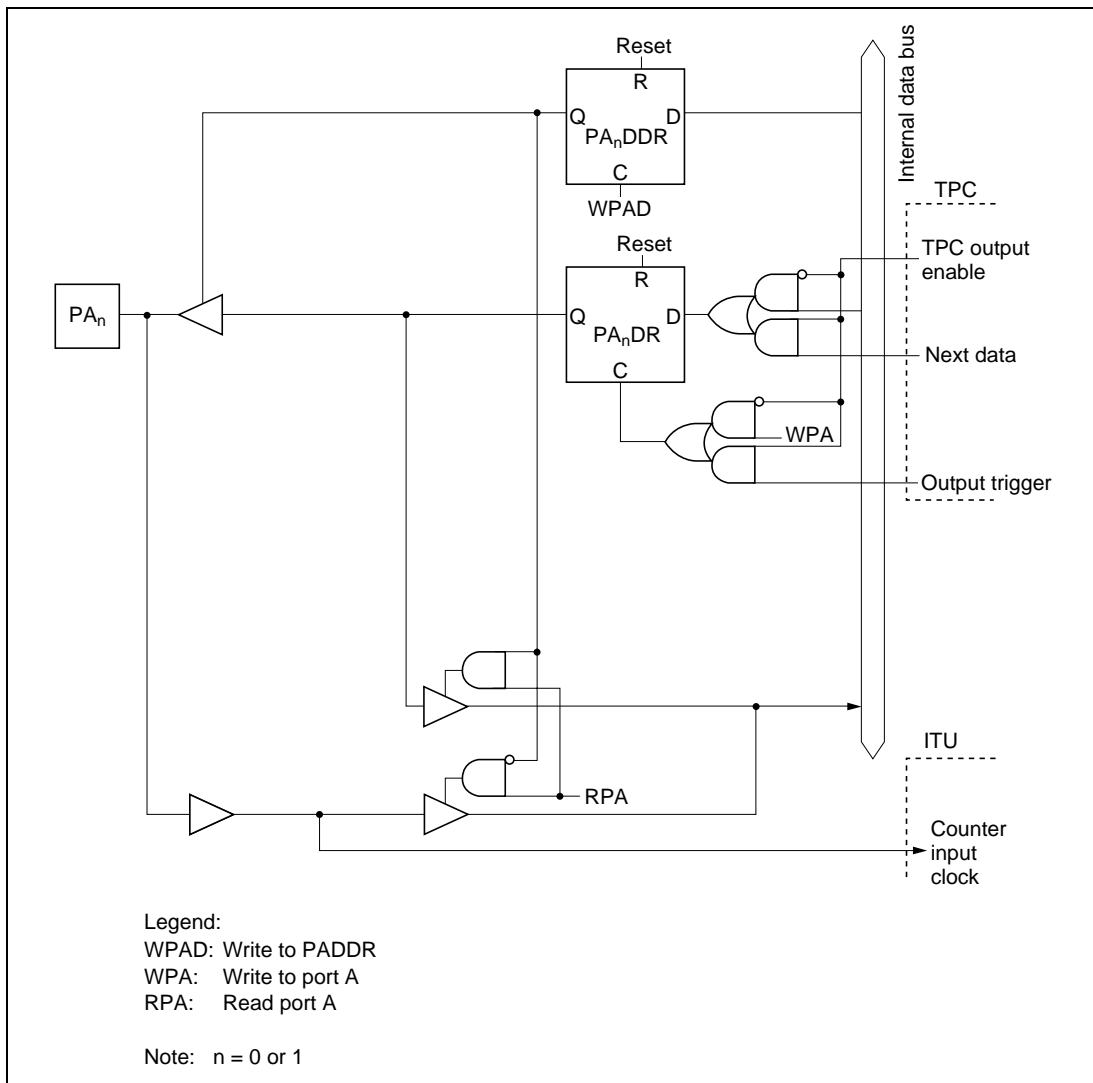 Reset
R
Q
D
PAnDDR
C
WPAD
Internal data bus
TPC
Reset
R
TPC output
enable
PAn
Q
D
PAnDR
C
Next data
WPA
Output trigger
ITU
RPA
Counter
input
clock
Legend:
WPAD: Write to PADDR
WPA: Write to port A
RPA: Read port A
Note: n = 0 or 1